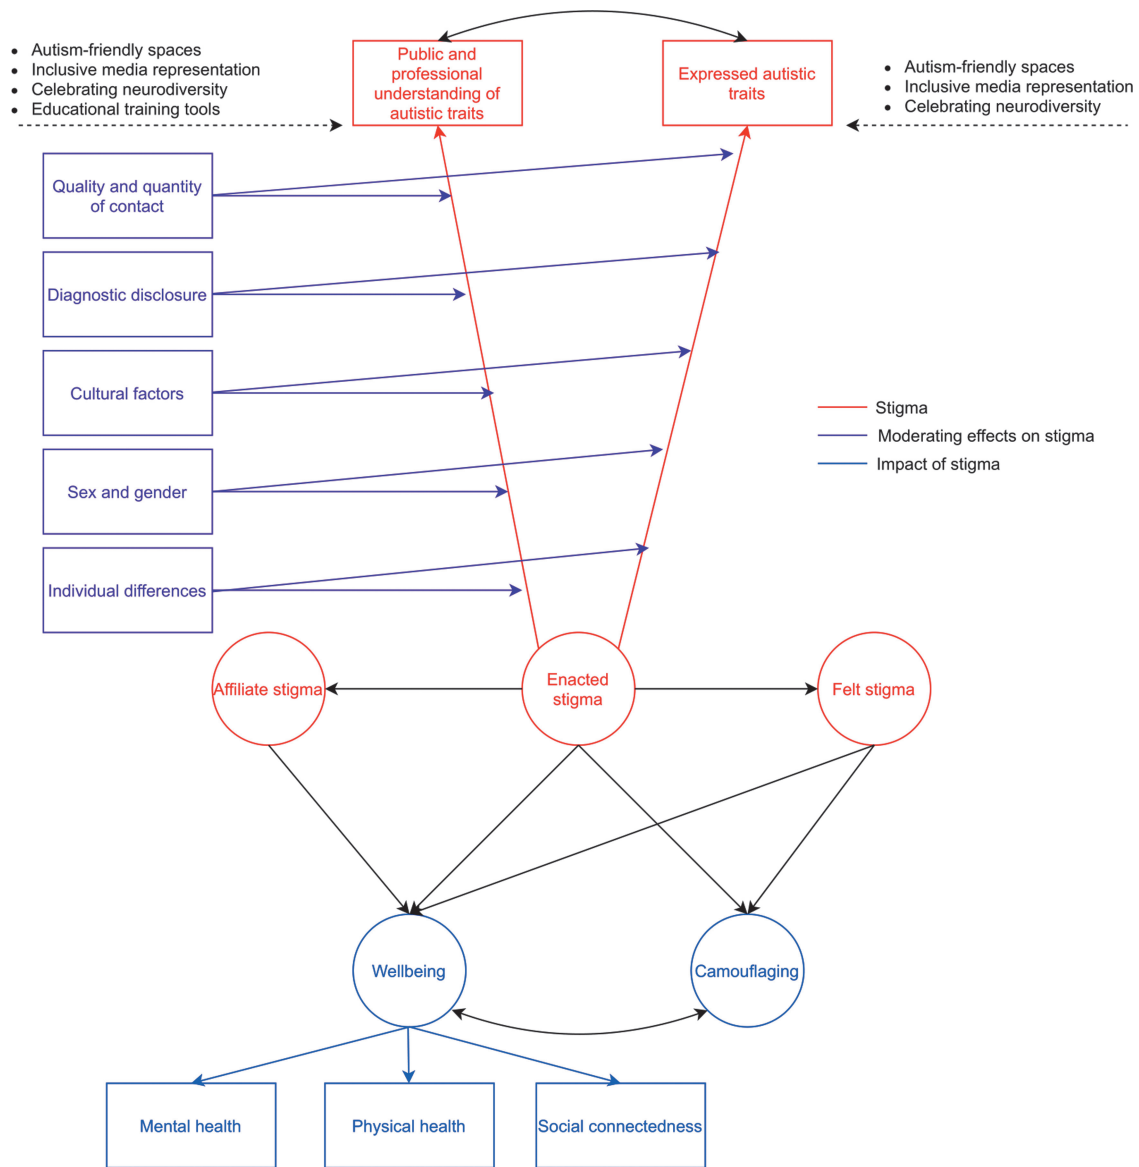 • Autism-friendly spaces
• Inclusive media representation
• Celebrating neurodiversity
• Educational training tools
Public and
professional
understanding of
autistic traits
Expressed autistic
traits
• Autism-friendly spaces
• Inclusive media representation
• Celebrating neurodiversity
Quality and quantity
of contact
Diagnostic disclosure
Cultural factors
Sex and gender
Individual differences
Stigma
Moderating effects on stigma
Impact of stigma
Affiliate stigma
Enacted
stigma
Felt stigma
Wellbeing
Camouflaging
Mental health
Physical health
Social connectedness